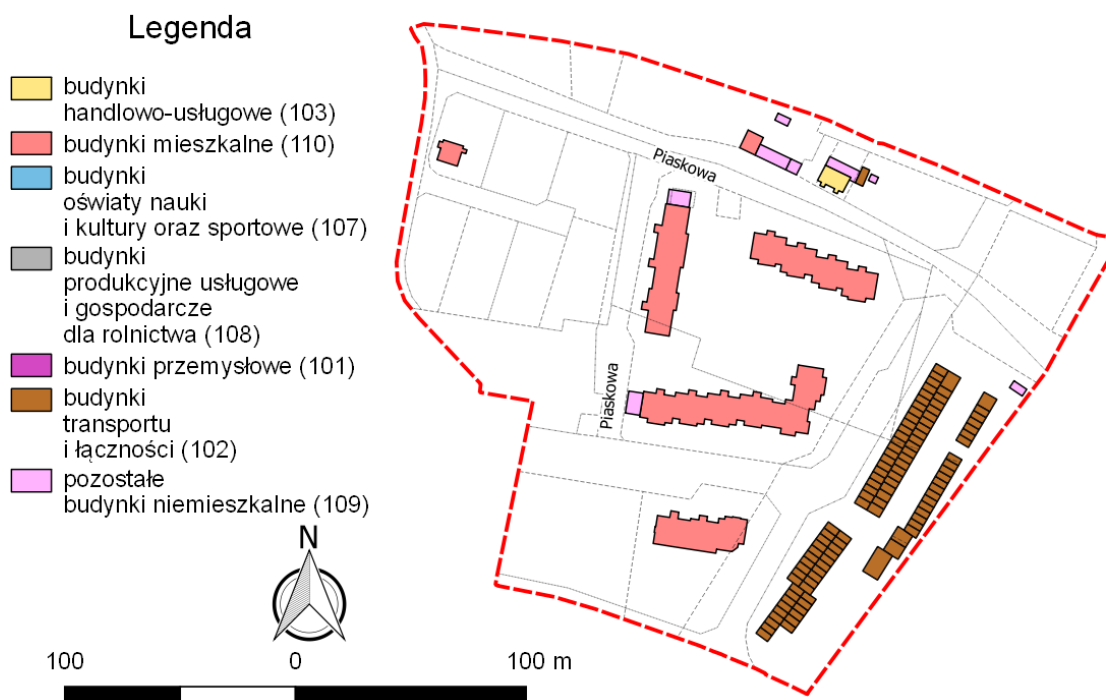 Legenda
budynki
handlowo-usługowe (103)
budynki mieszkalne (110)
budynki
oświaty nauki
i kultury oraz sportowe (107)
budynki
produkcyjne usługowe
i gospodarcze
dla rolnictwa (108)
budynki przemysłowe (101)
budynki
transportu
i łączności (102)
pozostałe
budynki niemieszkalne (109)
N
100 0 100 m
Piaskowa
Piaskowa